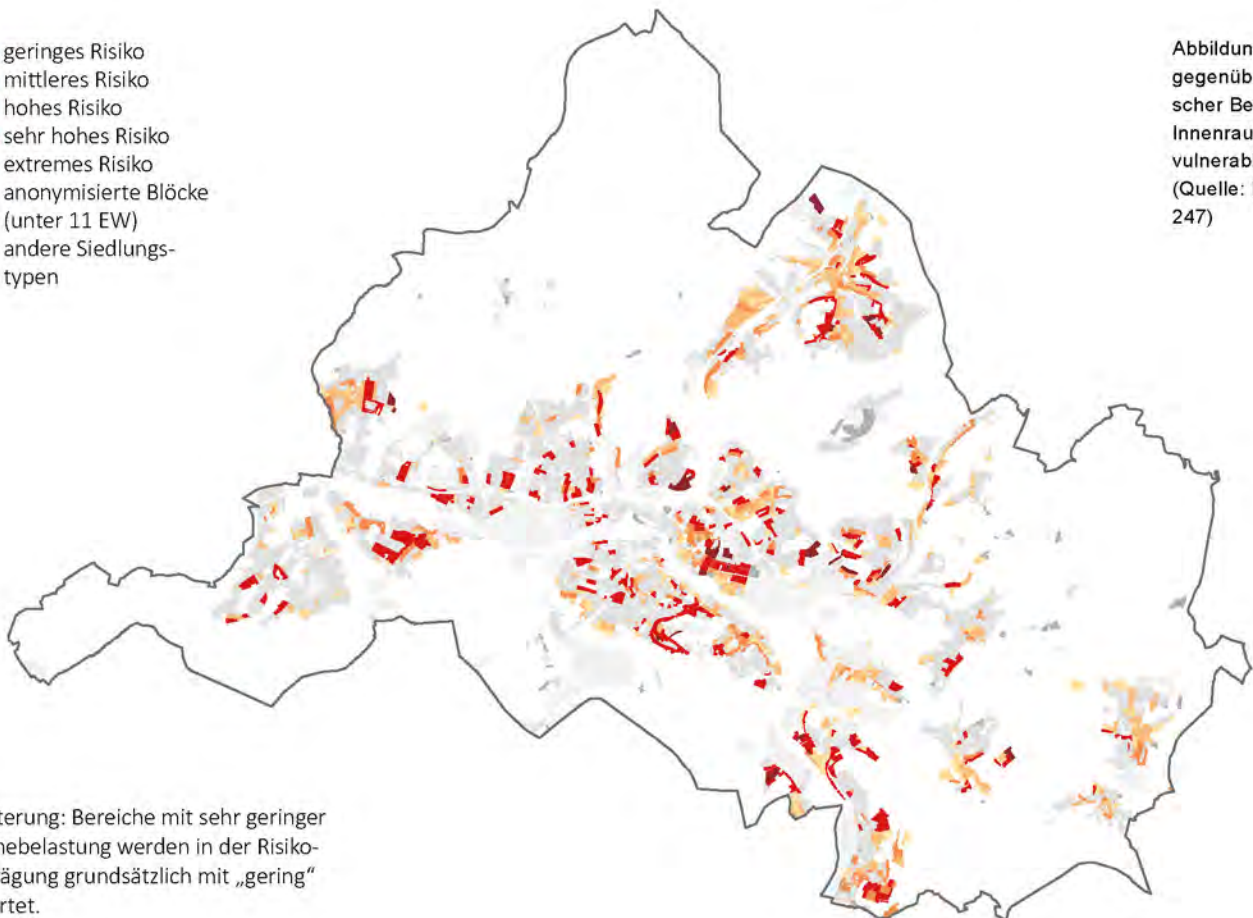 geringes Risiko
mittleres Risiko
hohes Risiko
sehr hohes Risiko
extremes Risiko
anonymisierte Blöcke
(unter 11 EW)
andere Siedlungs-
typen
Abbildun
gegenüb
scher Be
Innenrau
vulnerab
(Quelle:
247)
terung: Bereiche mit sehr geringer
nebelastung werden in der Risiko-
ägung grundsätzlich mit „gering“
rtet.